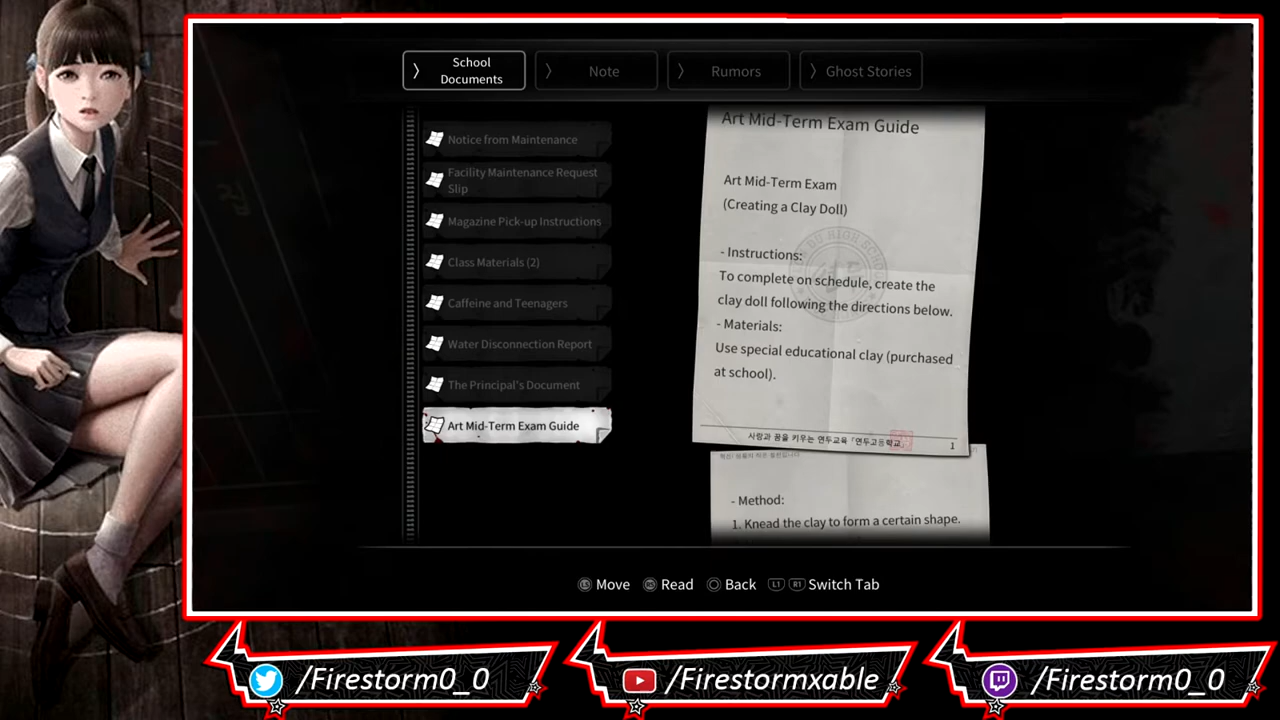 School
Documents
Note
Rumors
Ghost Stories
Notice from Maintenance
Facility Maintenance Request
Slip
Magazine Pick-up Instructions
Class Materials (2)
Caffeine and Teenagers
Water Disconnection Report
The Principal's Document
Art Mid-Term Exam Guide
Art Mid-Term Exam Guide
Art Mid-Term Exam
(Creating a Clay Doll)
- Instructions:
To complete on schedule, create the
clay doll following the directions below.
- Materials:
Use special educational clay (purchased
at school).
사랑과 꿈을 키우는 연두교육 「연두고등학교」 1
- Method:
1. Knead the clay to form a certain shape.
Move Read Back L1 R1 Switch Tab
/Firestorm0_0
/Firestormxable
/Firestorm0_0